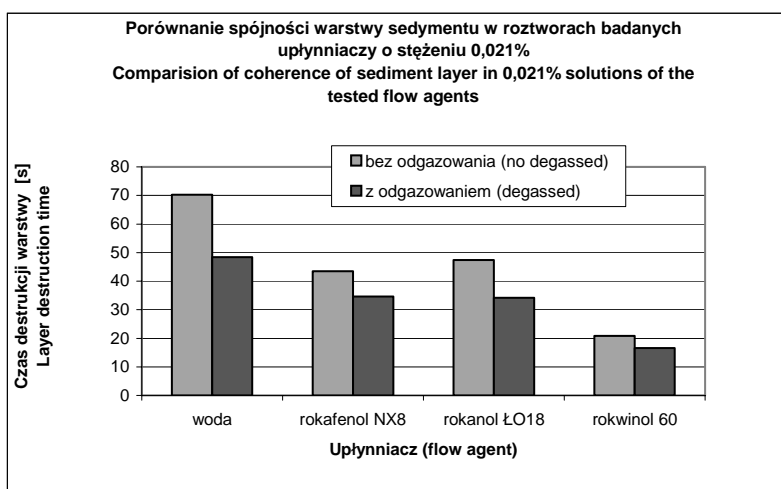 Porównanie spójności warstwy sedymentu w roztworach badanych
upłynniaczy o stężeniu 0,021%
Comparision of coherence of sediment layer in 0,021% solutions of the
tested flow agents
bez odgazowania (no degassed)
z odgazowaniem (degassed)
Czas destrukcji warstwy [s]
Layer destruction time
80
70
60
50
40
30
20
10
0
woda rokafenol NX8 rokanol ŁO18 rokwinol 60
Upłynniacz (flow agent)